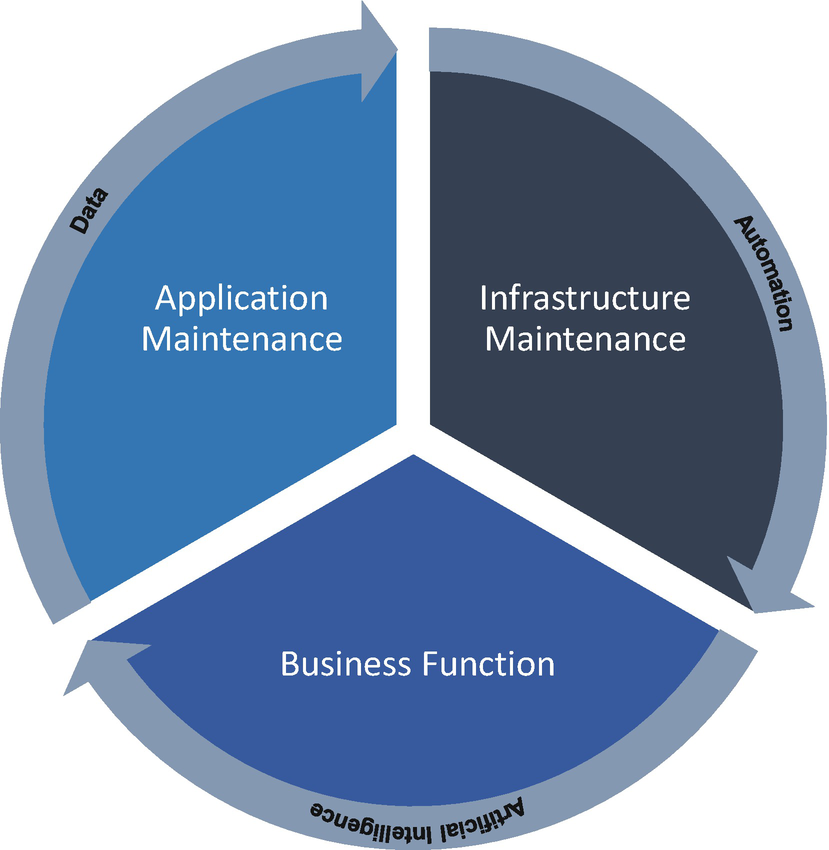 Data
Automation
Application
Maintenance
Infrastructure
Maintenance
Business Function
Artificial Intelligence